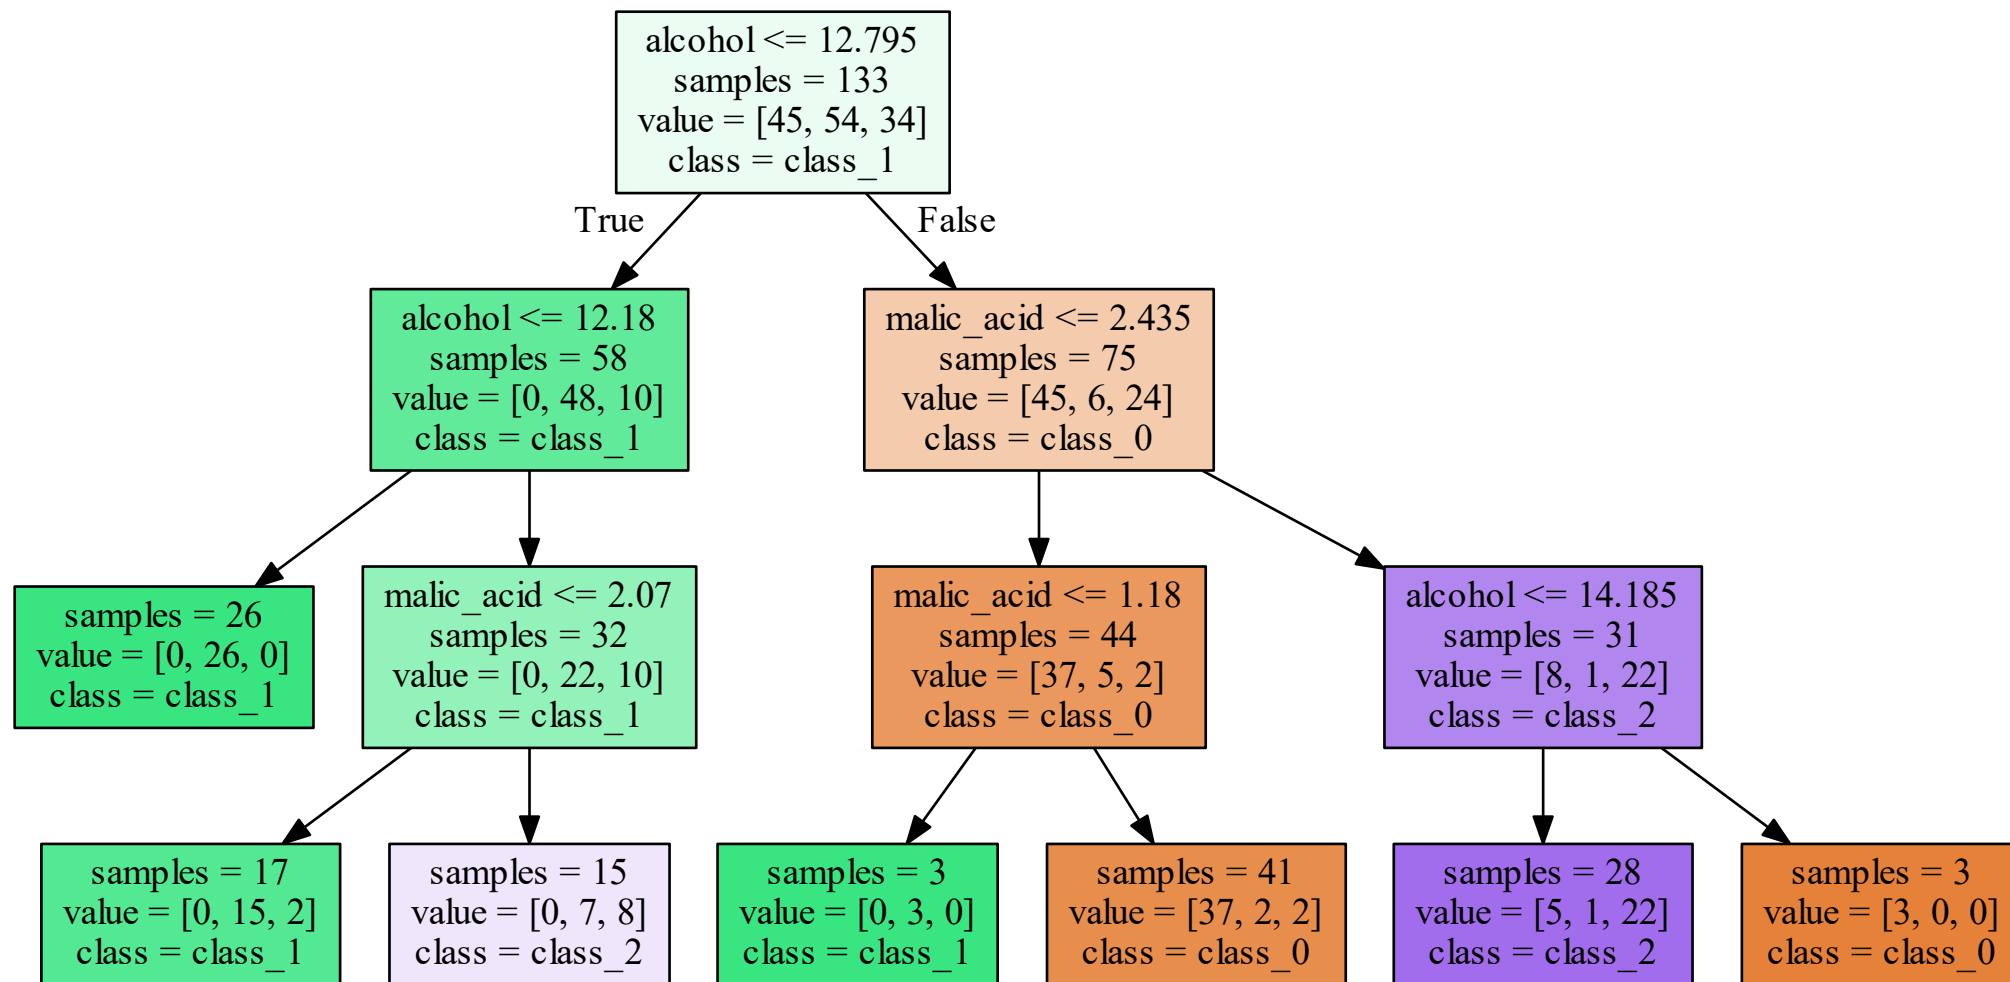 alcohol <= 12.795
samples = 133
value = [45, 54, 34]
class = class_1
True
False
alcohol <= 12.18
samples = 58
value = [0, 48, 10]
class = class_1
malic_acid <= 2.435
samples = 75
value = [45, 6, 24]
class = class_0
samples = 26
value = [0, 26, 0]
class = class_1
malic_acid <= 2.07
samples = 32
value = [0, 22, 10]
class = class_1
malic_acid <= 1.18
samples = 44
value = [37, 5, 2]
class = class_0
alcohol <= 14.185
samples = 31
value = [8, 1, 22]
class = class_2
samples = 17
value = [0, 15, 2]
class = class_1
samples = 15
value = [0, 7, 8]
class = class_2
samples = 3
value = [0, 3, 0]
class = class_1
samples = 41
value = [37, 2, 2]
class = class_0
samples = 28
value = [5, 1, 22]
class = class_2
samples = 3
value = [3, 0, 0]
class = class_0